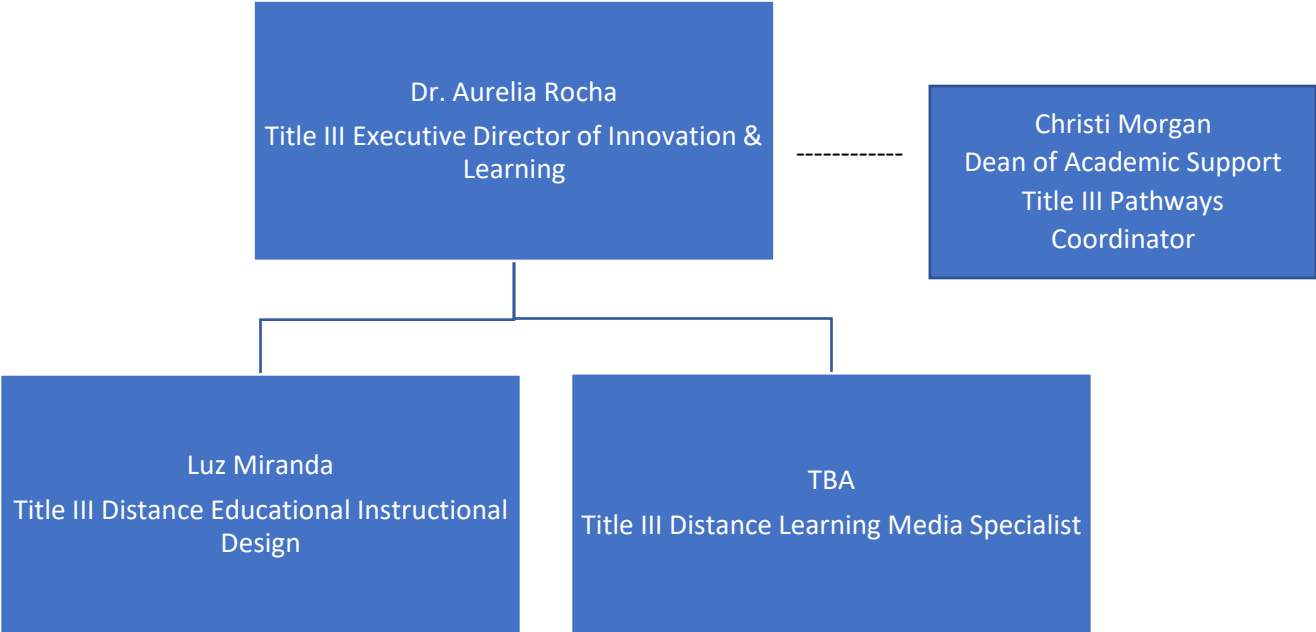 Dr. Aurelia Rocha
Title III Executive Director of Innovation &
Learning
------------
Christi Morgan
Dean of Academic Support
Title III Pathways
Coordinator
Luz Miranda
Title III Distance Educational Instructional
Design
TBA
Title III Distance Learning Media Specialist